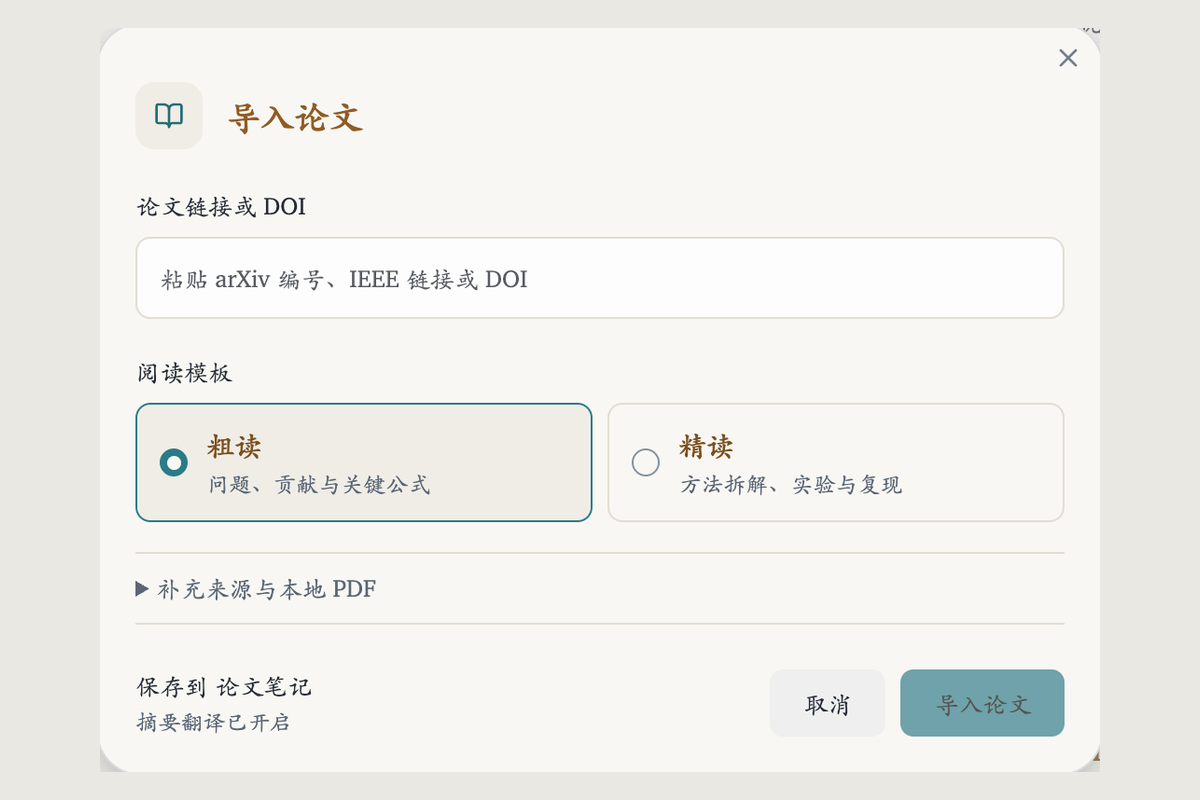 导入论文
论文链接或 DOI
粘贴 arXiv 编号、IEEE 链接或 DOI
阅读模板
粗读
问题、贡献与关键公式
精读
方法拆解、实验与复现
补充来源与本地 PDF
保存到 论文笔记
摘要翻译已开启
取消
导入论文